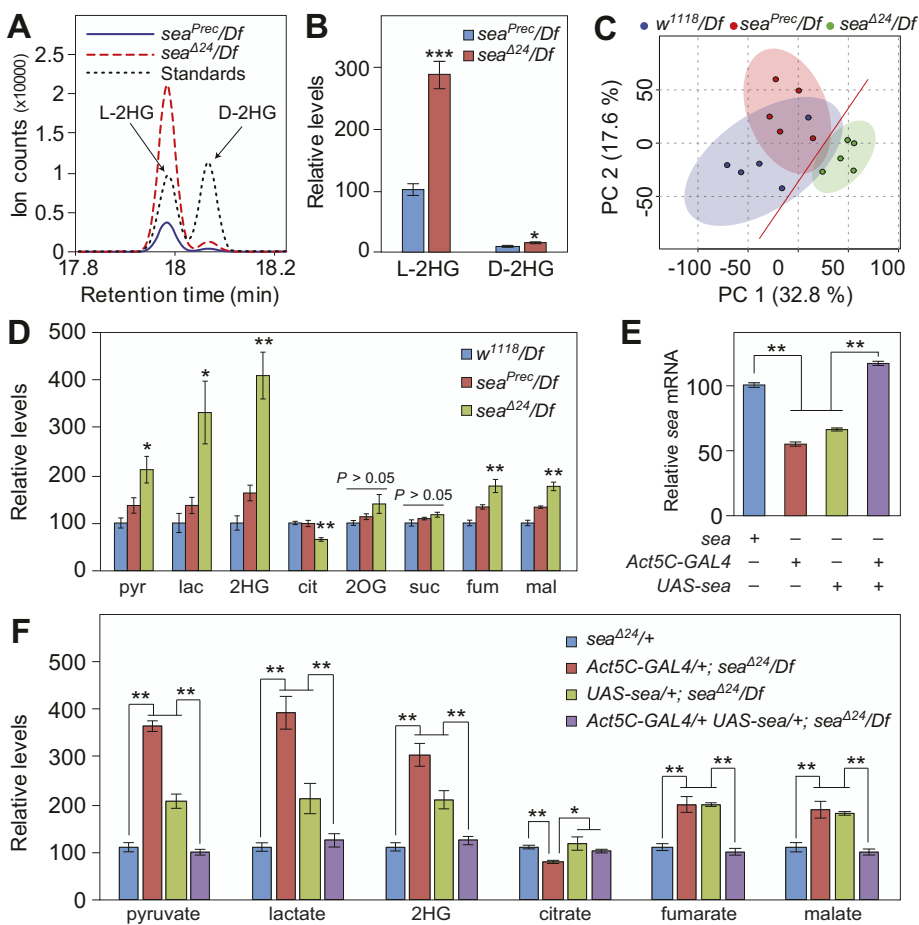 A
sea^Prec/Df
sea^Δ24/Df
Standards
L-2HG
D-2HG
Ion counts (x10000)
2.5
2
1.5
1
0.5
0
17.8
18
18.2
Retention time (min)
B
sea^Prec/Df
sea^Δ24/Df
***
*
Relative levels
300
200
100
0
L-2HG
D-2HG
C
w^1118/Df
sea^Prec/Df
sea^Δ24/Df
PC 2 (17.6 %)
50
0
-50
-100
-50
0
50
100
PC 1 (32.8 %)
D
w^1118/Df
sea^Prec/Df
sea^Δ24/Df
Relative levels
500
400
300
200
100
0
*
*
**
**
P > 0.05
P > 0.05
**
**
pyr
lac
2HG
cit
2OG
suc
fum
mal
E
Relative sea mRNA
100
50
0
**
**
sea
+
–
–
–
Act5C-GAL4
–
+
–
+
UAS-sea
–
–
+
+
F
sea^Δ24/+
Act5C-GAL4/+; sea^Δ24/Df
UAS-sea/+; sea^Δ24/Df
Act5C-GAL4/+ UAS-sea/+; sea^Δ24/Df
Relative levels
500
400
300
200
100
0
**
**
**
**
**
**
**
*
**
**
**
**
pyruvate
lactate
2HG
citrate
fumarate
malate